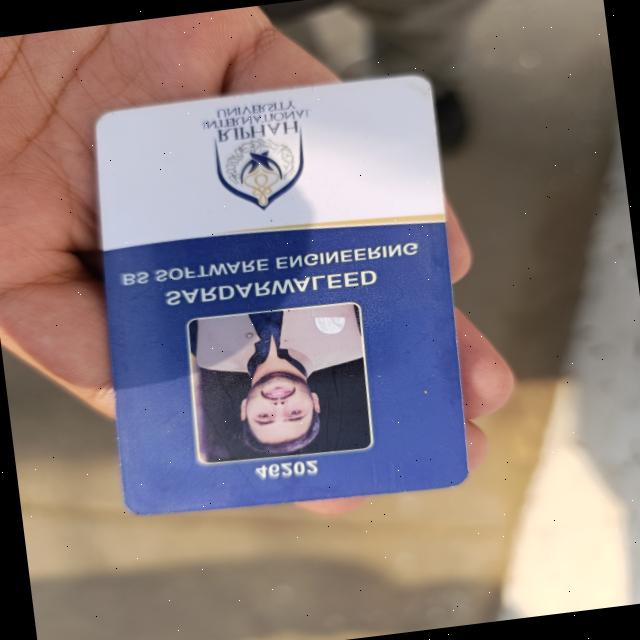 46202
SARDARWALEED
BS SOFTWARE ENGINEERING
RIPHAH
INTERNATIONAL
UNIVERSITY